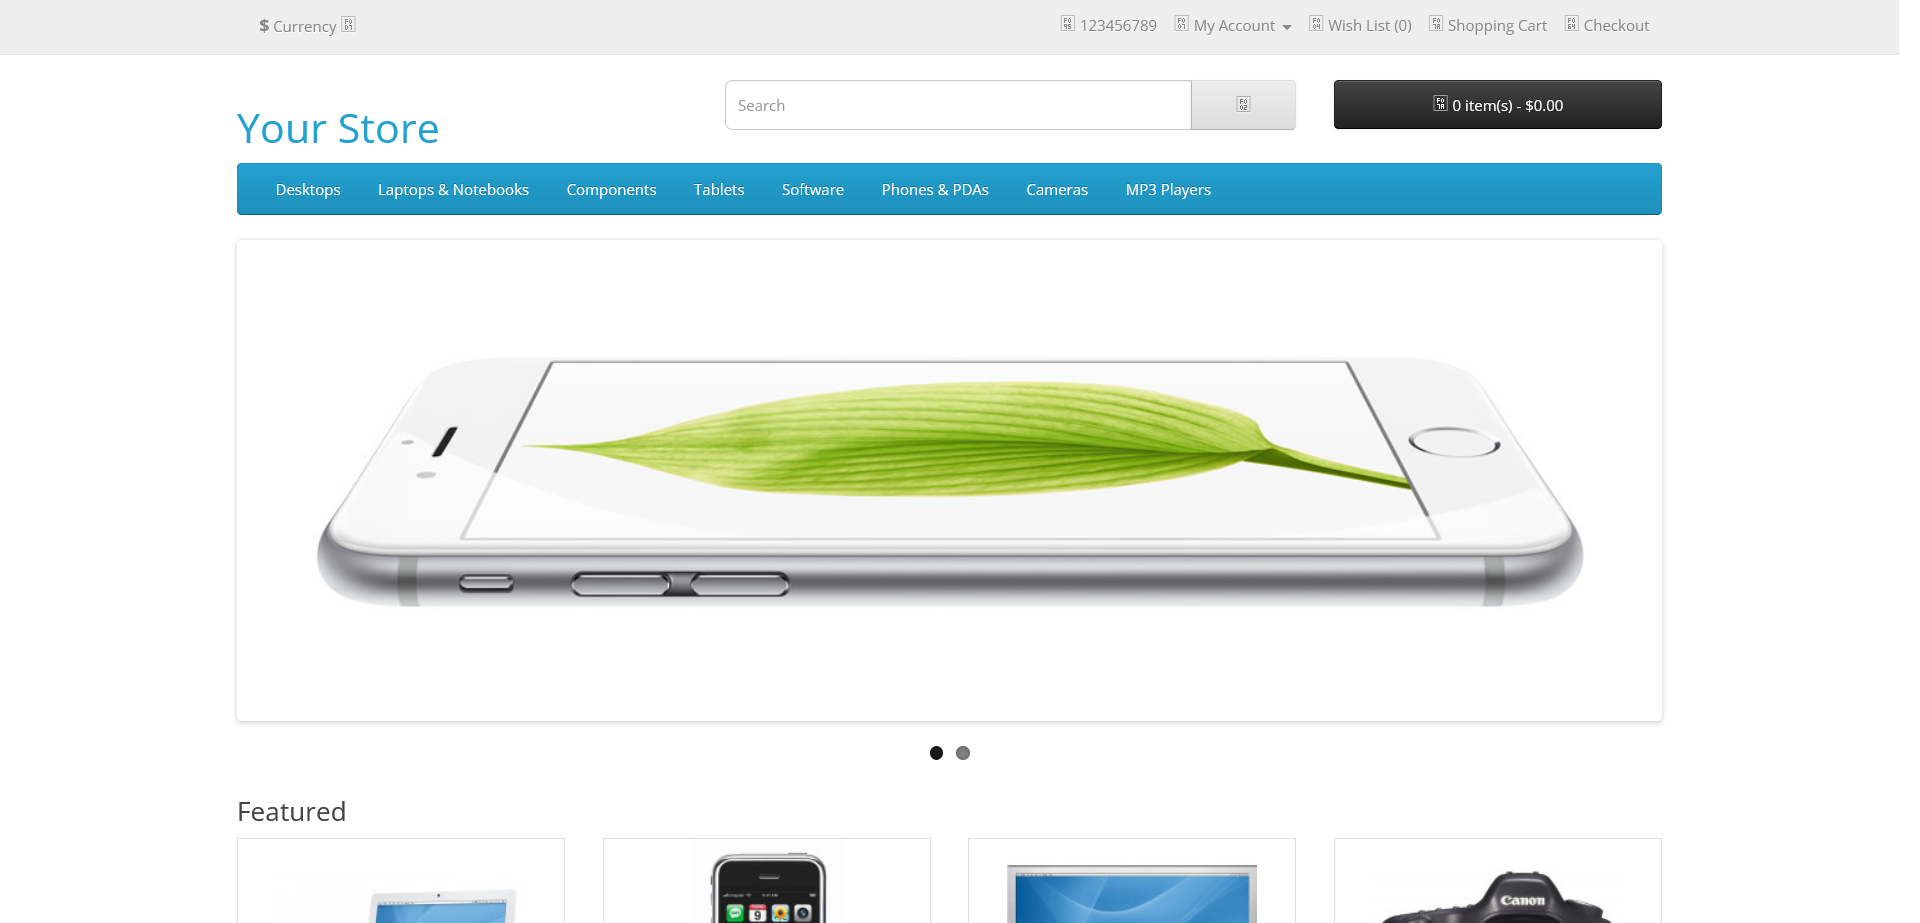 $ Currency
123456789 My Account Wish List (0) Shopping Cart Checkout
Search
0 item(s) - $0.00
Your Store
Desktops Laptops & Notebooks Components Tablets Software Phones & PDAs Cameras MP3 Players
Featured
9
Canon